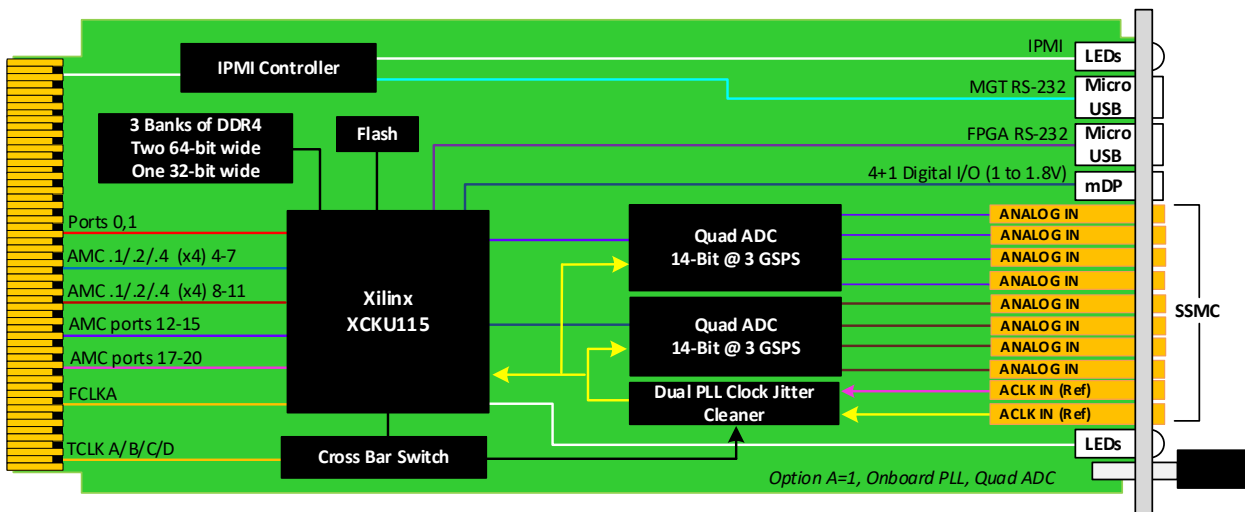 IPMI
LEDs
IPMI Controller
MGT RS-232
Micro
USB
3 Banks of DDR4
Two 64-bit wide
One 32-bit wide
Flash
FPGA RS-232
Micro
USB
4+1 Digital I/O (1 to 1.8V)
mDP
Ports 0,1
AMC .1/.2/.4 (x4) 4-7
AMC .1/.2/.4 (x4) 8-11
AMC ports 12-15
AMC ports 17-20
FCLKA
TCLK A/B/C/D
Xilinx
XCKU115
Quad ADC
14-Bit @ 3 GSPS
Quad ADC
14-Bit @ 3 GSPS
Dual PLL Clock Jitter
Cleaner
ANALOG IN
ANALOG IN
ANALOG IN
ANALOG IN
ANALOG IN
ANALOG IN
ANALOG IN
ANALOG IN
ACLK IN (Ref)
ACLK IN (Ref)
SSMC
LEDs
Cross Bar Switch
Option A=1, Onboard PLL, Quad ADC